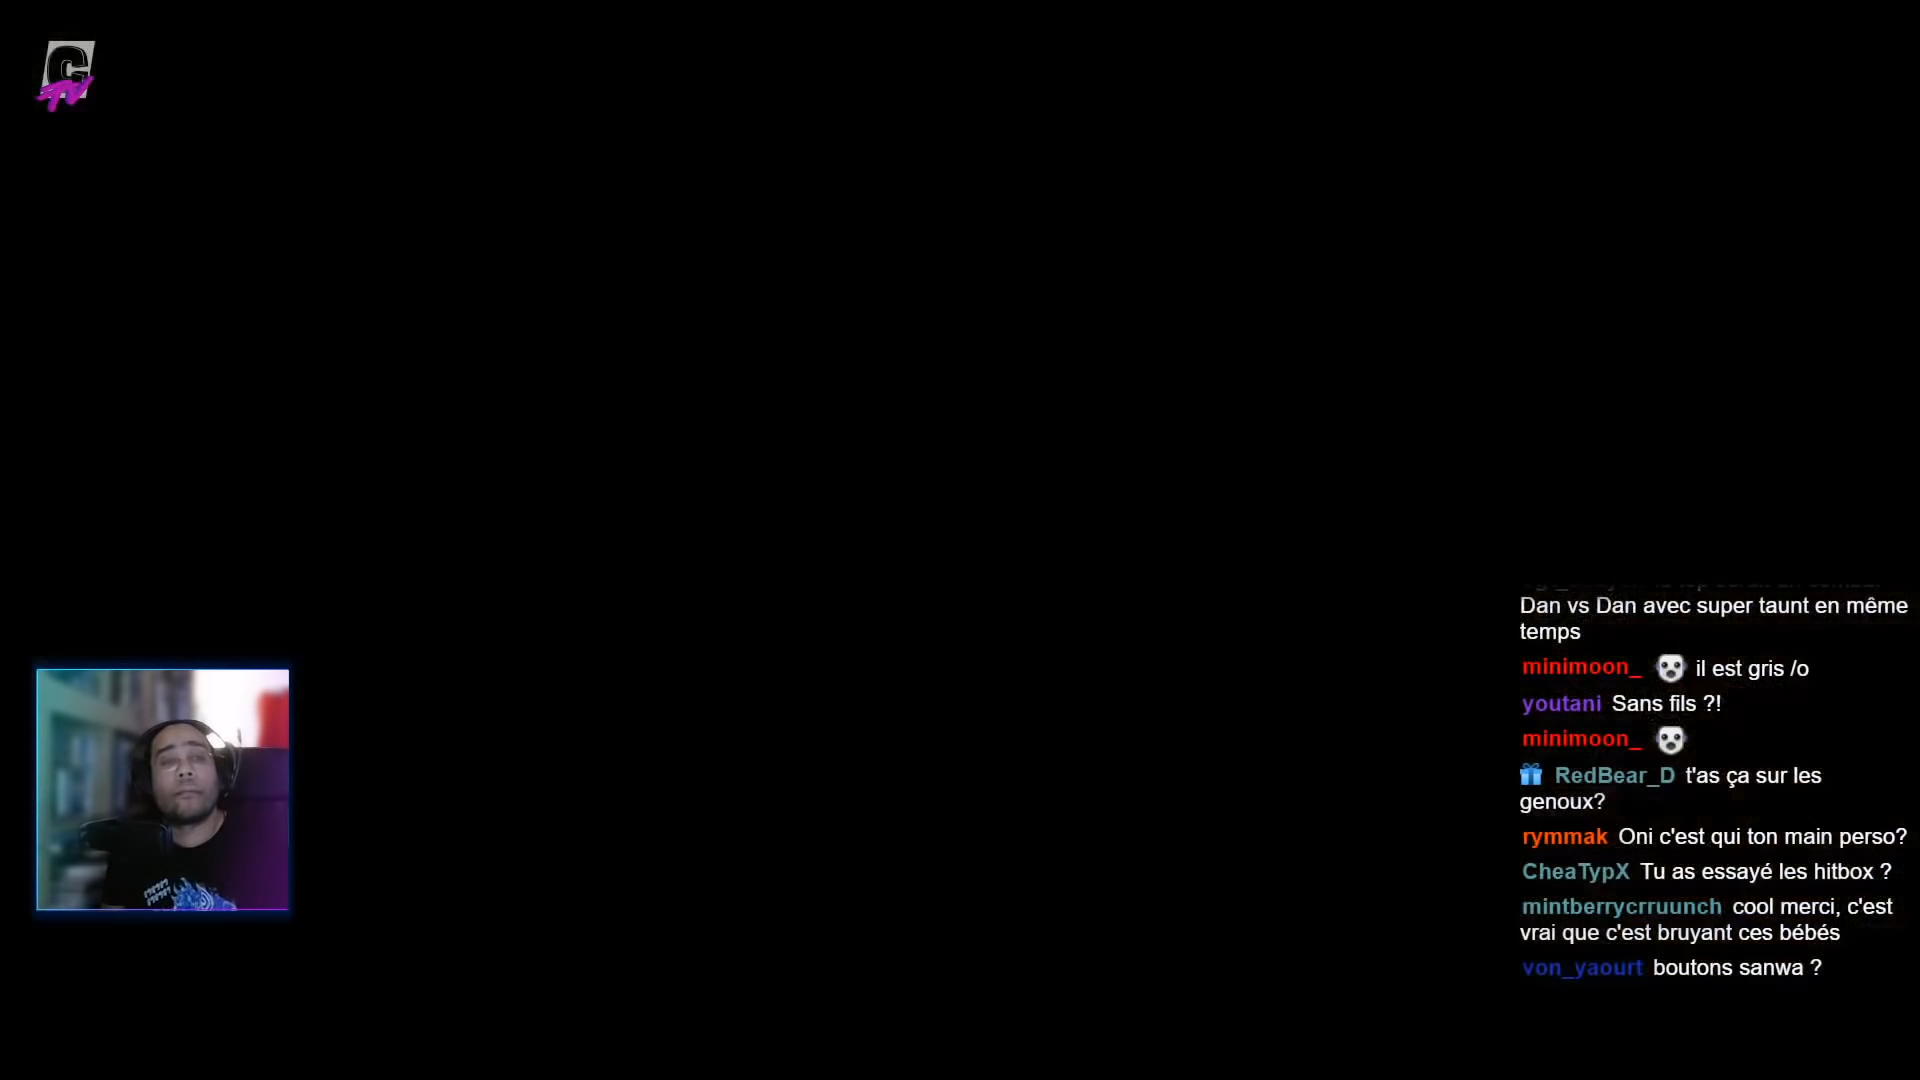 C
TV
Dan vs Dan avec super taunt en même
temps
minimoon_ il est gris /o
youtani Sans fils ?!
minimoon_
RedBear_D t'as ça sur les
genoux?
rymmak Oni c'est qui ton main perso?
CheaTypX Tu as essayé les hitbox ?
mintberrycrruunch cool merci, c'est
vrai que c'est bruyant ces bébés
von_yaourt boutons sanwa ?